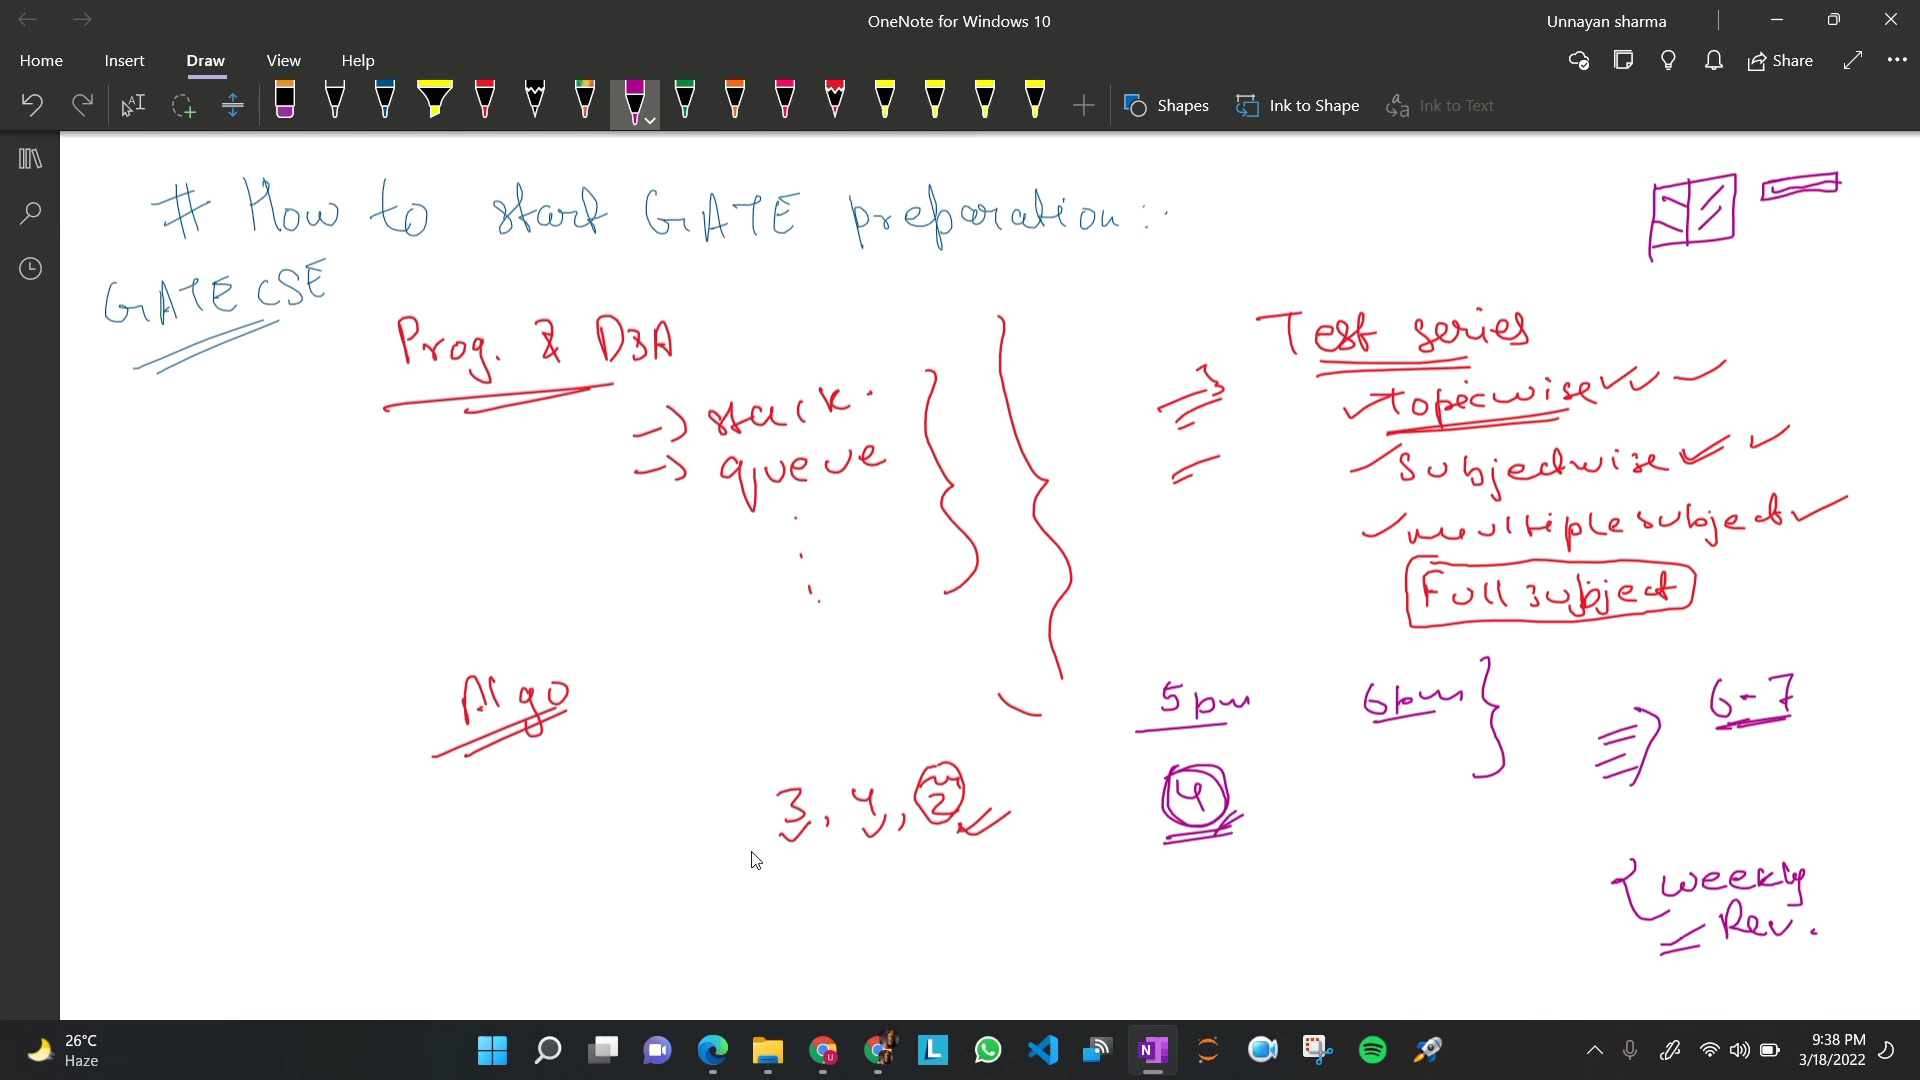 OneNote for Windows 10
Unnayan sharma
Home Insert Draw View Help
Share
Shapes Ink to Shape Ink to Text
# How to start GATE preparation :-
GATE CSE
Prog. & DSA
→ stack.
→ queue
Algo
3, 4, 2
Test series
Topicwise
Subjectwise
multiple subject
Full subject
5pm 6pm 6-7
4
weekly
Rev.
26°C
Haze
9:38 PM
3/18/2022